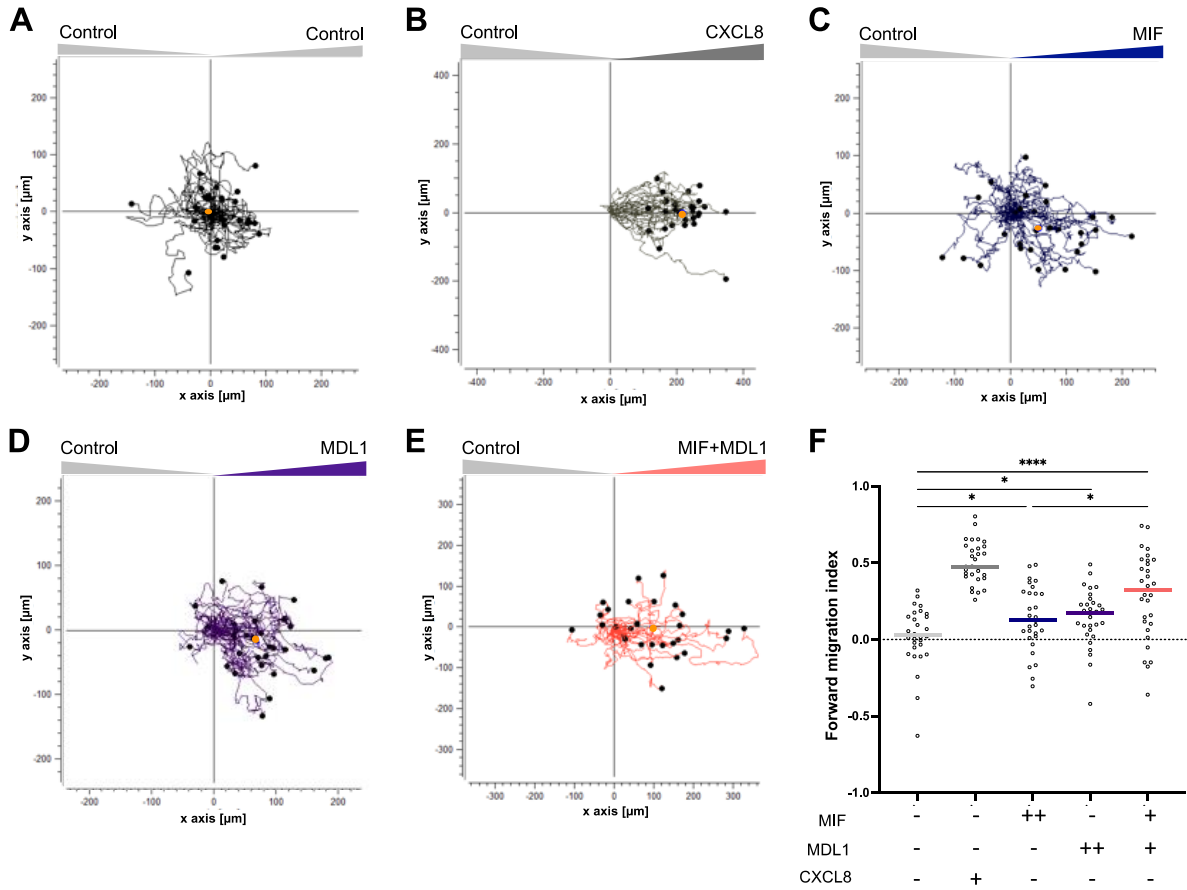 A
Control
Control
y axis [µm]
200
100
0
-100
-200
-200
-100
0
100
200
x axis [µm]
B
Control
CXCL8
y axis [µm]
400
200
0
-200
-400
-400
-200
0
200
400
x axis [µm]
C
Control
MIF
y axis [µm]
200
100
0
-100
-200
-200
-100
0
100
200
x axis [µm]
D
Control
MDL1
y axis [µm]
200
100
0
-100
-200
-200
-100
0
100
200
x axis [µm]
E
Control
MIF+MDL1
y axis [µm]
300
200
100
0
-100
-200
-300
-300
-200
-100
0
100
200
300
x axis [µm]
F
****
*
* *
Forward migration index
1.0
0.5
0.0
-0.5
-1.0
MIF - - ++ - +
MDL1 - - - ++ +
CXCL8 - + - - -